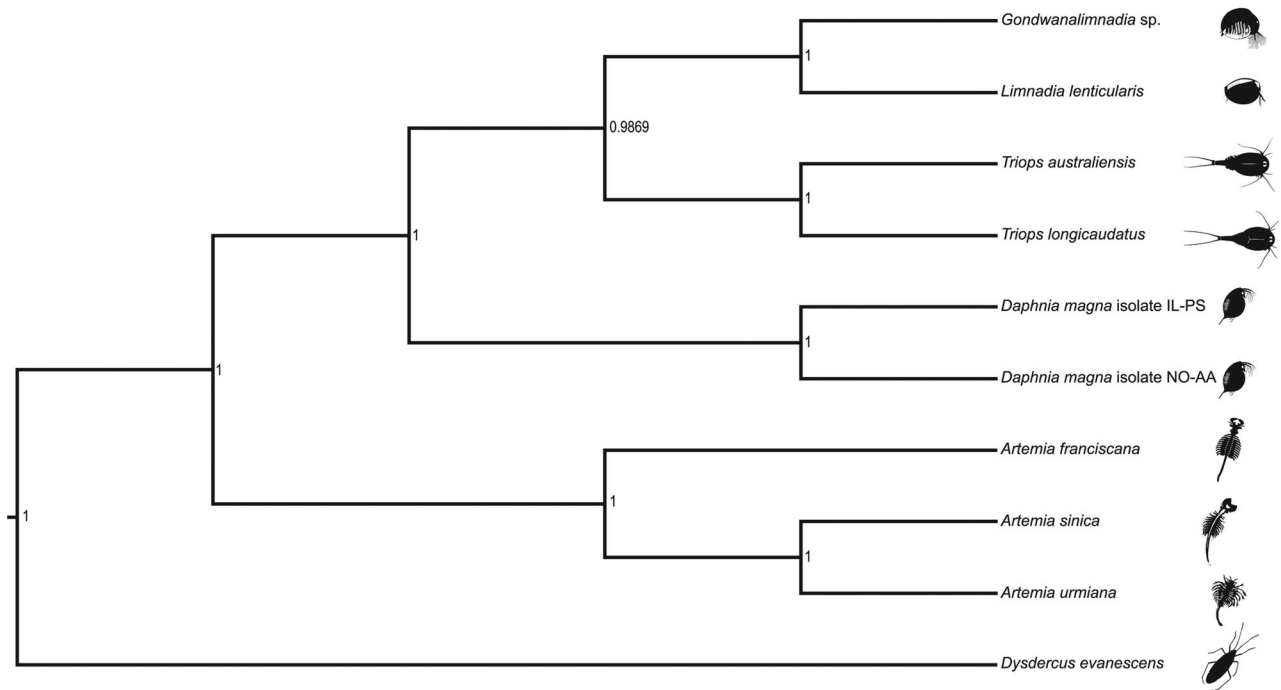 Gondwanalimnadia sp.
1
Limnadia lenticularis
0.9869
Triops australiensis
1
Triops longicaudatus
1
Daphnia magna isolate IL-PS
1
Daphnia magna isolate NO-AA
1
Artemia franciscana
1
Artemia sinica
1
1
Artemia urmiana
Dysdercus evanescens